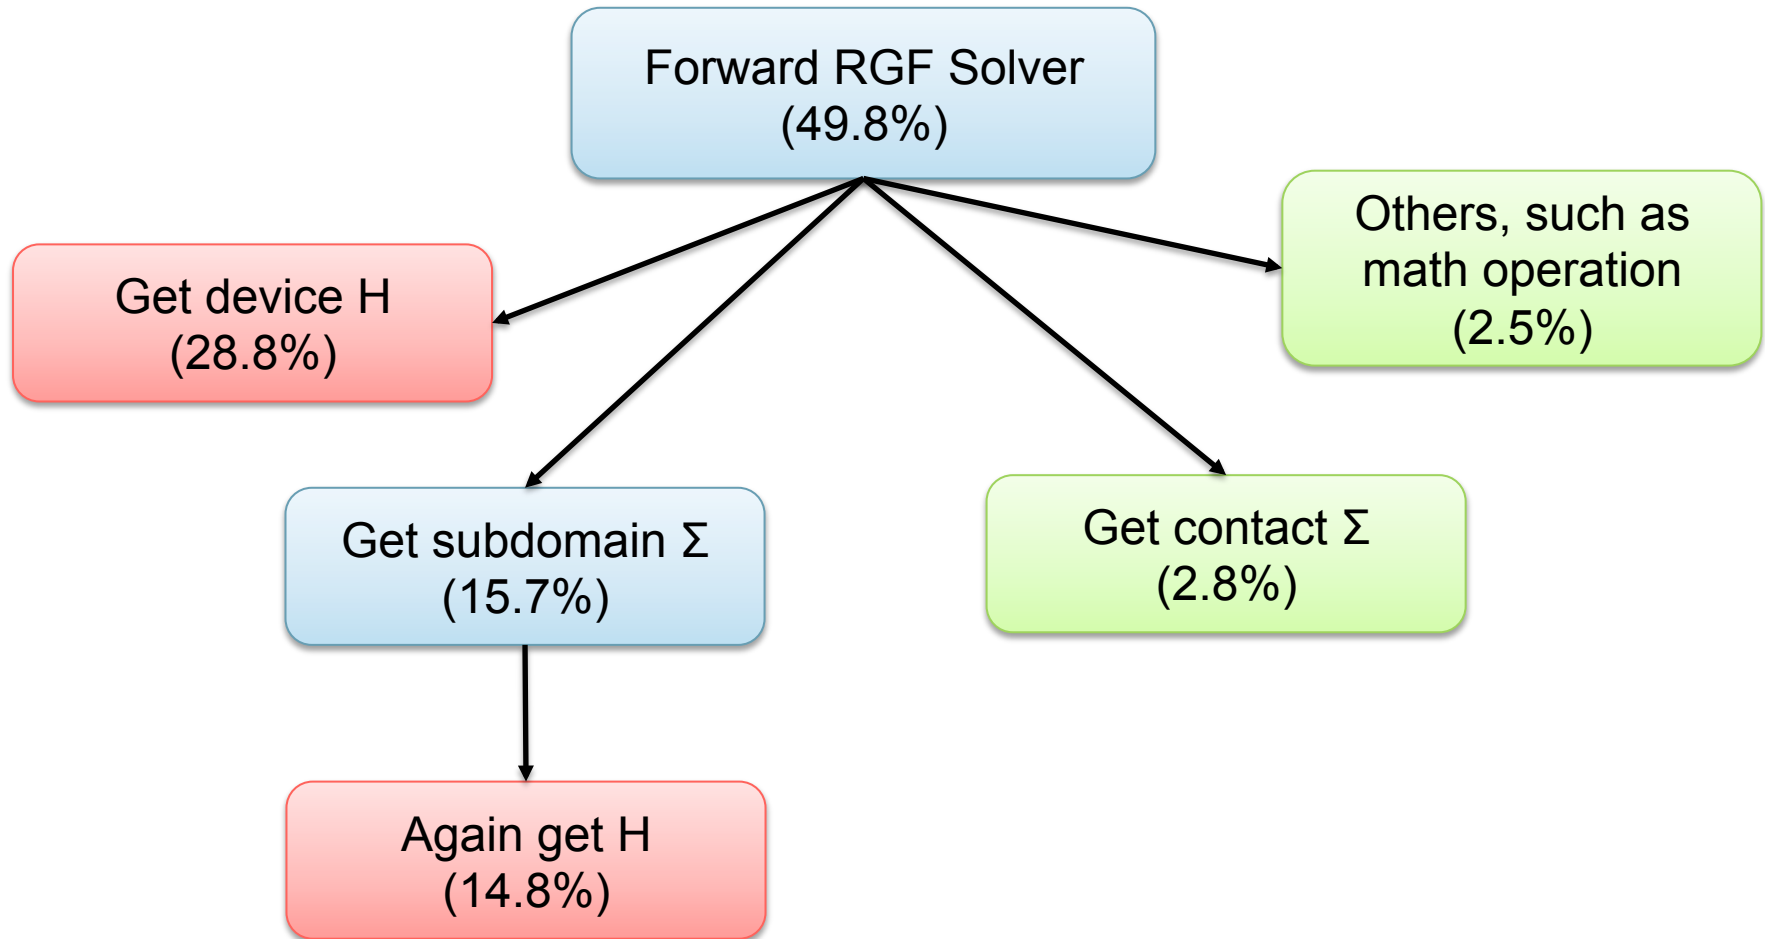 Forward RGF Solver
(49.8%)
Others, such as
math operation
(2.5%)
Get device H
(28.8%)
Get subdomain Σ
(15.7%)
Get contact Σ
(2.8%)
Again get H
(14.8%)